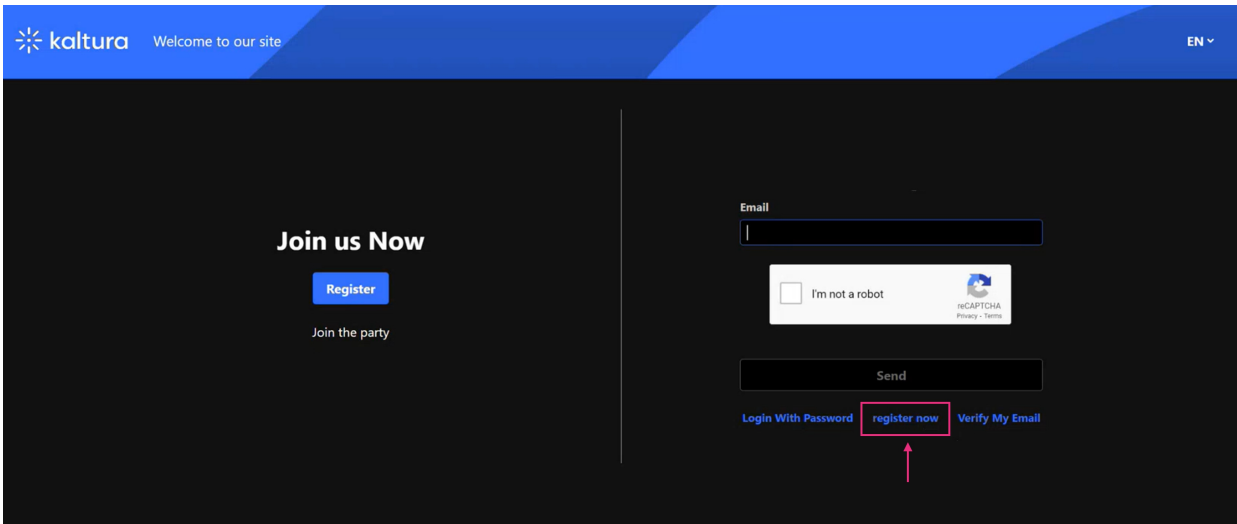 kaltura Welcome to our site
EN
Join us Now
Register
Join the party
Email
I'm not a robot
reCAPTCHA
Privacy - Terms
Send
Login With Password register now Verify My Email